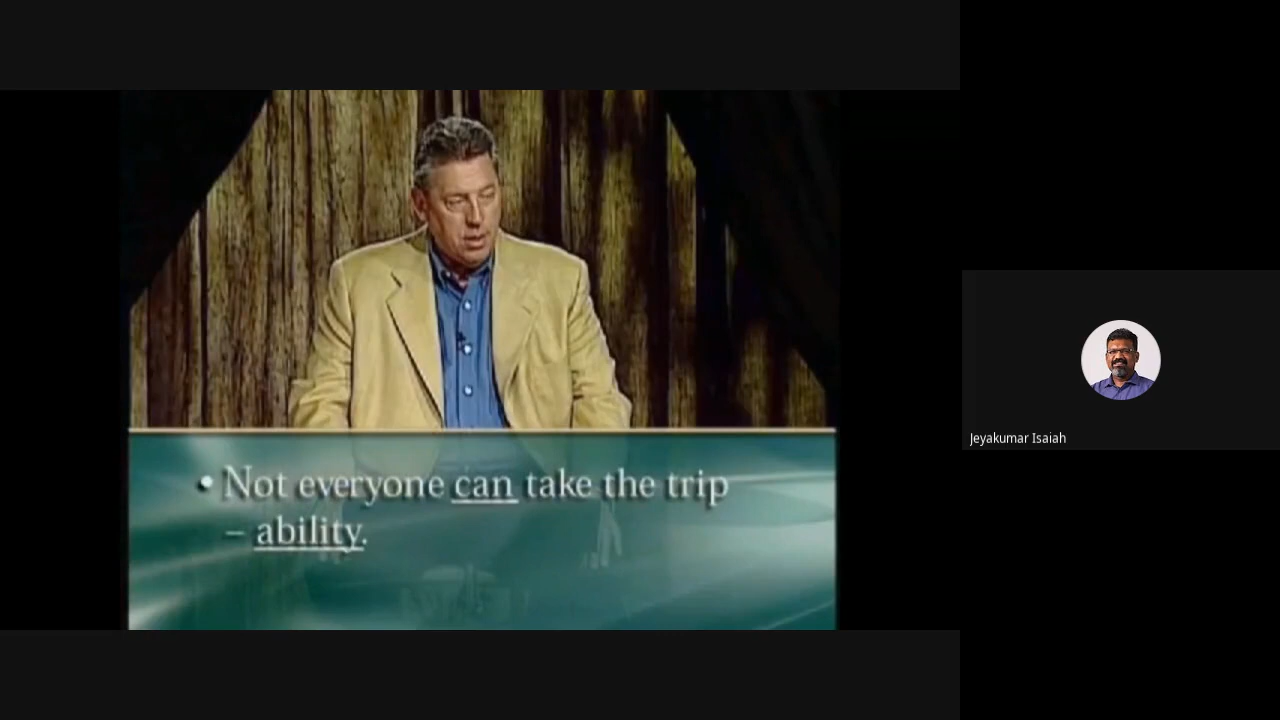 • Not everyone can take the trip
– ability.
Jeyakumar Isaiah